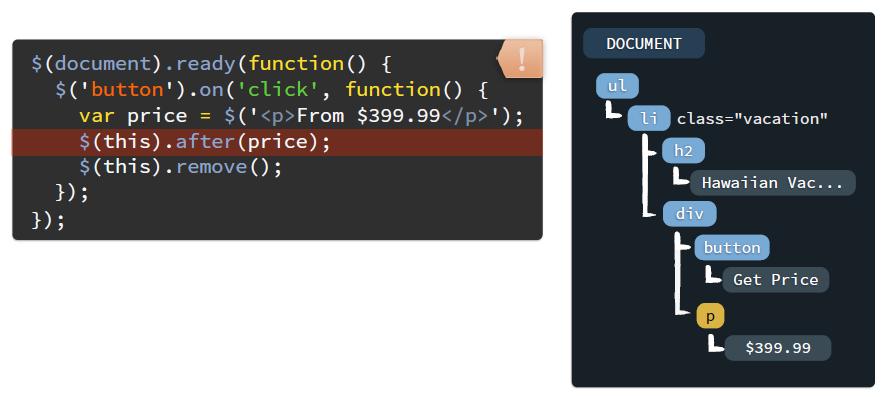 !
$(document).ready(function() {
$('button').on('click', function() {
var price = $('<p>From $399.99</p>');
$(this).after(price);
$(this).remove();
});
});
DOCUMENT
ul
li class="vacation"
h2
Hawaiian Vac...
div
button
Get Price
p
$399.99